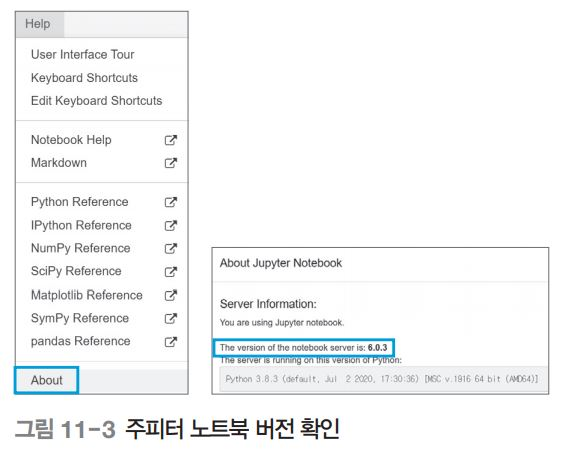 Help
User Interface Tour
Keyboard Shortcuts
Edit Keyboard Shortcuts
Notebook Help
Markdown
Python Reference
IPython Reference
NumPy Reference
SciPy Reference
Matplotlib Reference
SymPy Reference
pandas Reference
About
About Jupyter Notebook
Server Information:
You are using Jupyter notebook.
The version of the notebook server is: 6.0.3
The server is running on this version of Python:
Python 3.8.3 (default, Jul  2 2020, 17:30:36) [MSC v.1916 64 bit (AMD64)]
그림 11-3 주피터 노트북 버전 확인